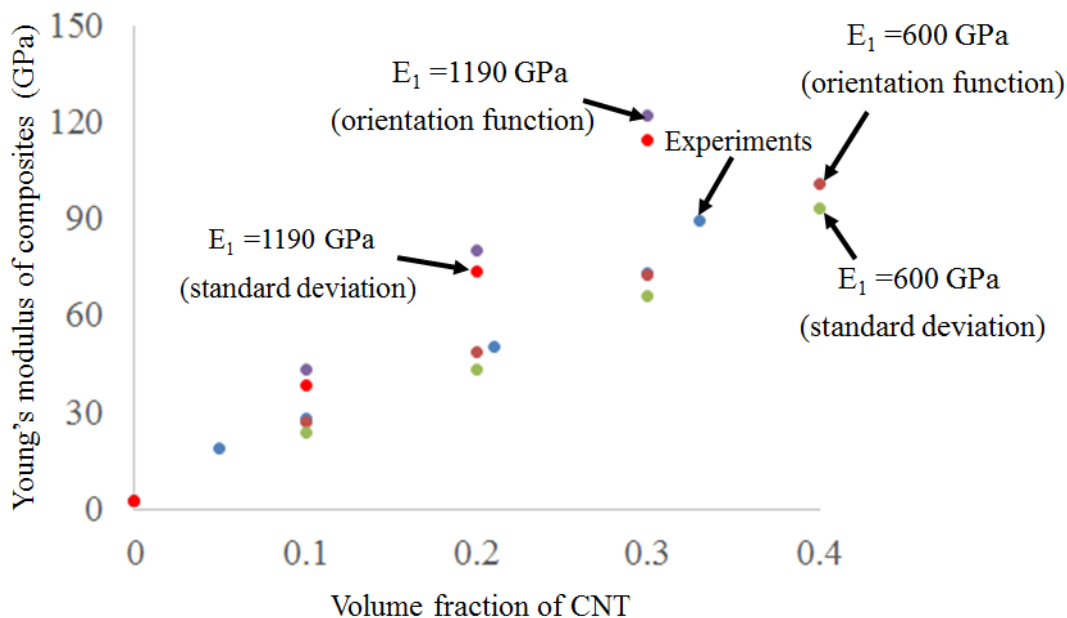 150
E1 =600 GPa
(orientation function)
E1 =1190 GPa
(orientation function)
120
Experiments
90
E1 =1190 GPa
(standard deviation)
E1 =600 GPa
(standard deviation)
60
30
0
Young’s modulus of composites (GPa)
0 0.1 0.2 0.3 0.4
Volume fraction of CNT